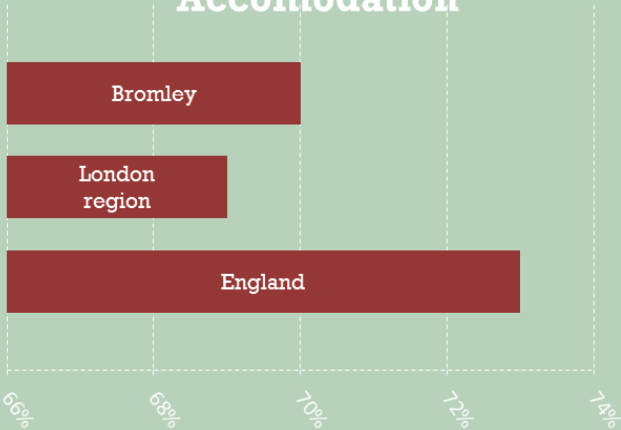 Accomodation
Bromley
London
region
England
66%
68%
70%
72%
74%